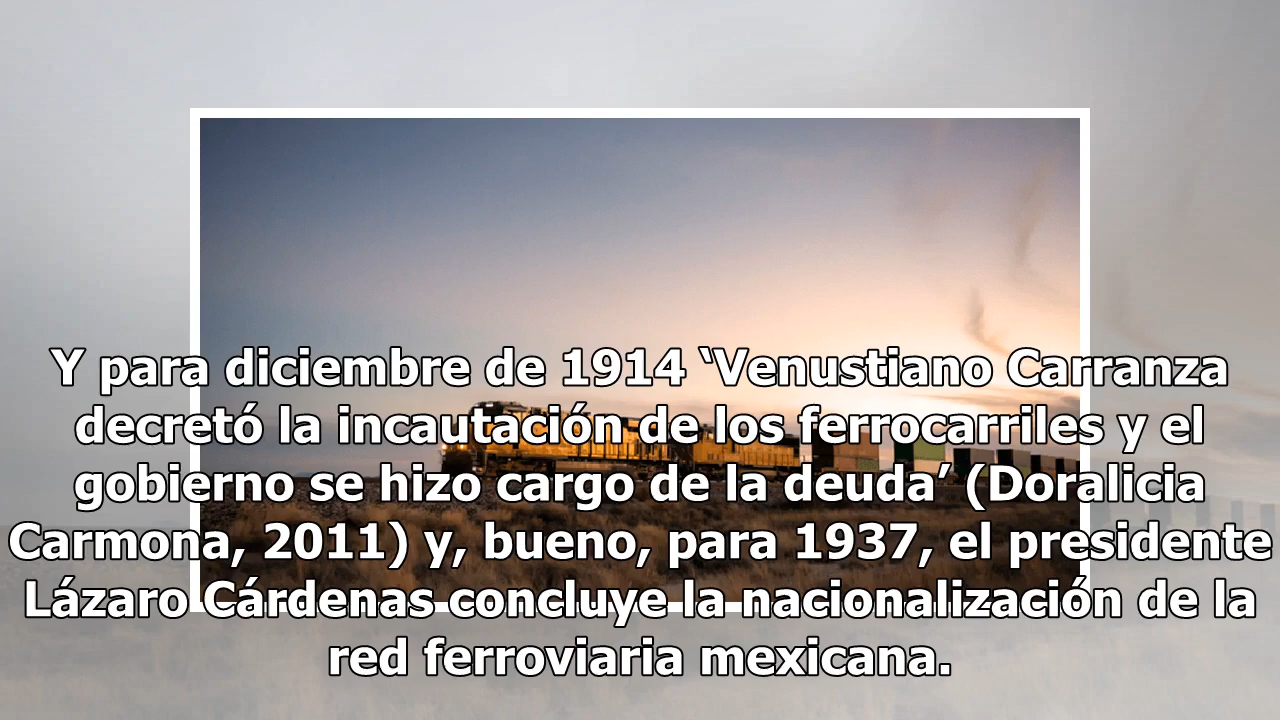 Y para diciembre de 1914 ‘Venustiano Carranza
decretó la incautación de los ferrocarriles y el
gobierno se hizo cargo de la deuda’ (Doralicia
Carmona, 2011) y, bueno, para 1937, el presidente
Lázaro Cárdenas concluye la nacionalización de la
red ferroviaria mexicana.